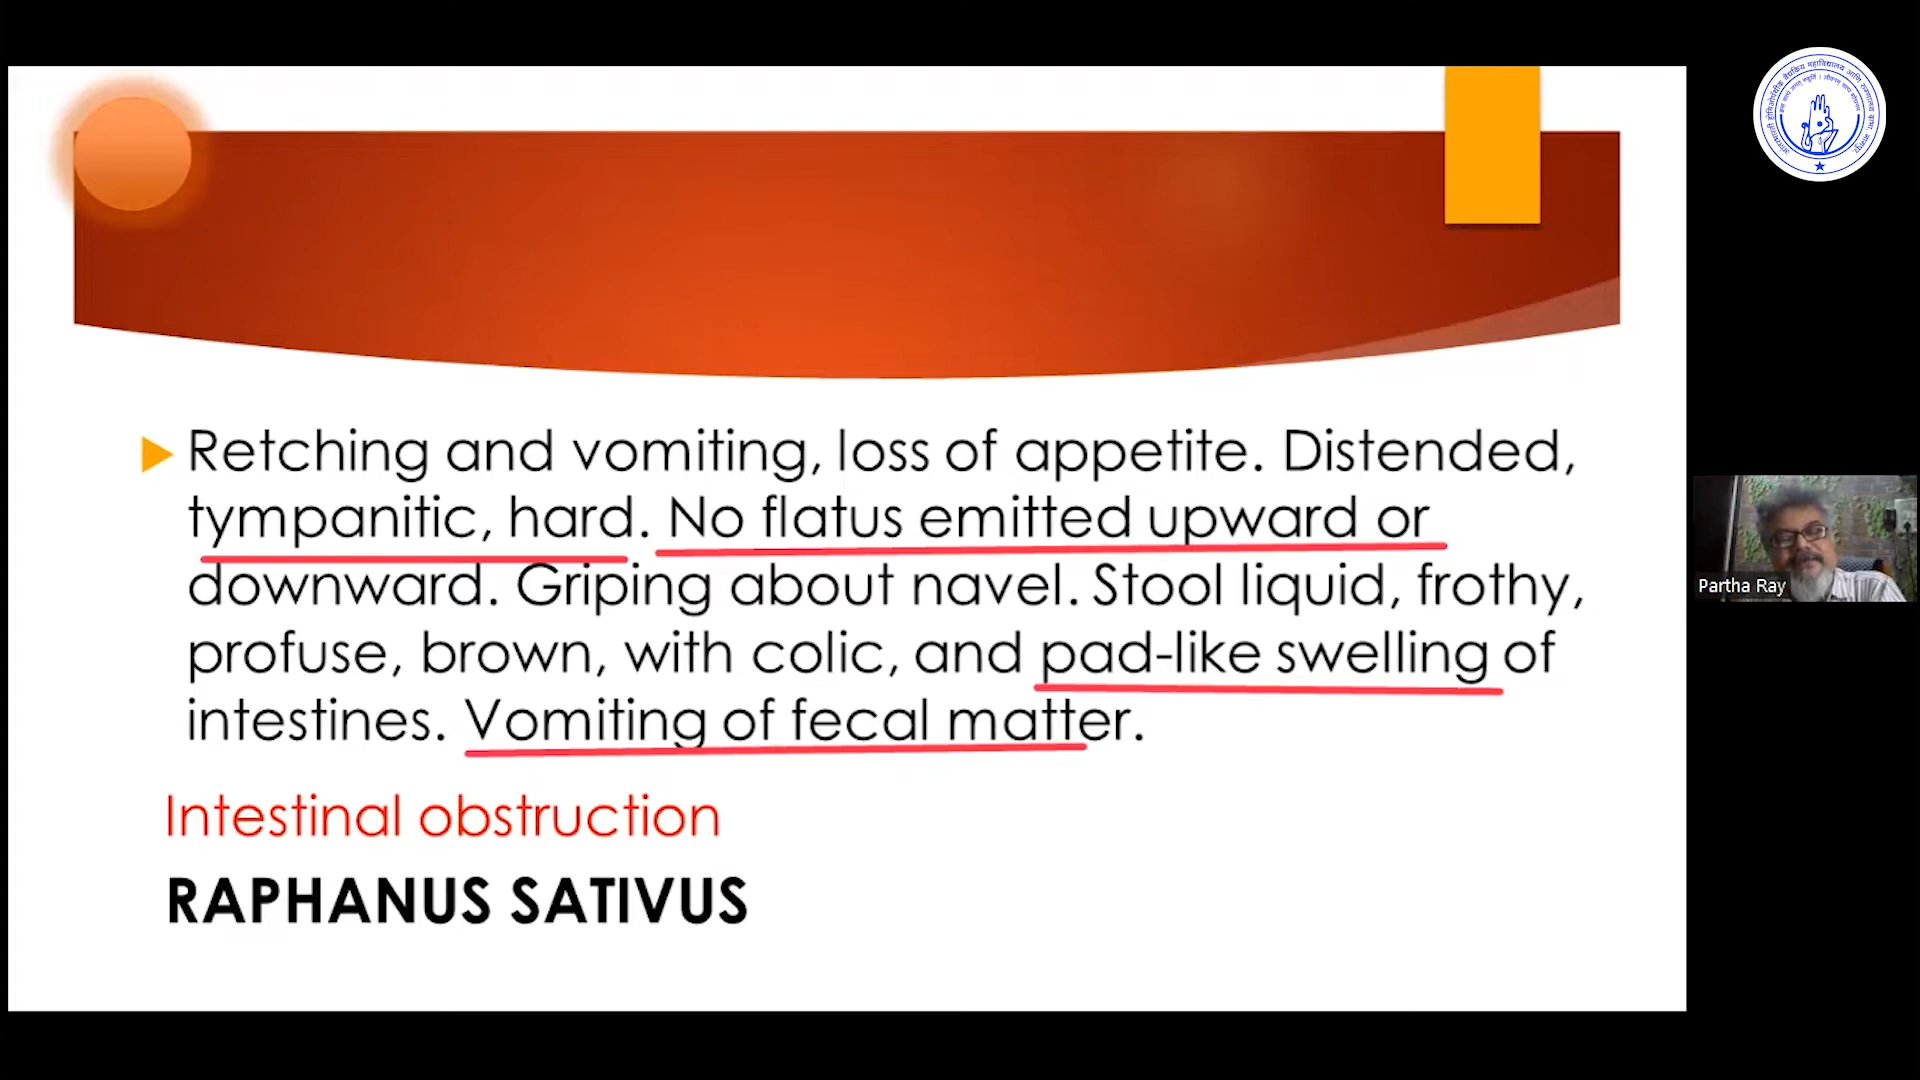 Retching and vomiting, loss of appetite. Distended,
tympanitic, hard. No flatus emitted upward or
downward. Griping about navel. Stool liquid, frothy,
profuse, brown, with colic, and pad-like swelling of
intestines. Vomiting of fecal matter.
Intestinal obstruction
RAPHANUS SATIVUS
Partha Ray